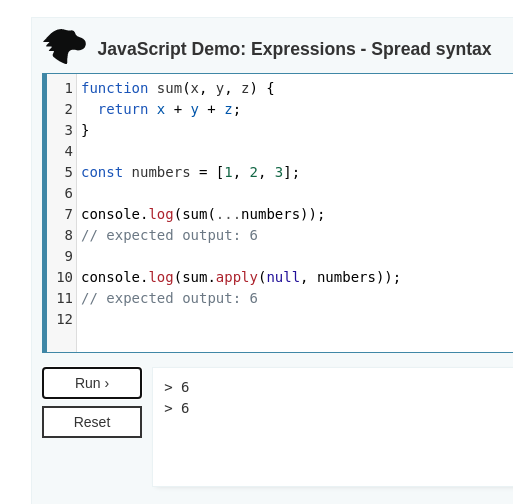 JavaScript Demo: Expressions - Spread syntax
1 function sum(x, y, z) {
2   return x + y + z;
3 }
4
5 const numbers = [1, 2, 3];
6
7 console.log(sum(...numbers));
8 // expected output: 6
9
10 console.log(sum.apply(null, numbers));
11 // expected output: 6
12
Run ›
> 6
> 6
Reset